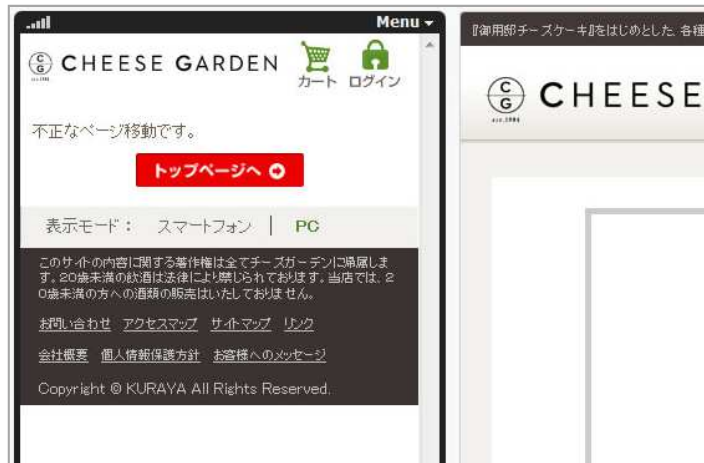 Menu
CHEESE GARDEN
カート ログイン
不正なページ移動です。
トップページへ
表示モード： スマートフォン | PC
このサイトの内容に関する著作権は全てチーズガーデンに帰属しま
す。20歳未満の飲酒は法律により禁じられております。当店では、2
0歳未満の方への酒類の販売はいたしておりません。
お問い合わせ アクセスマップ サイトマップ リンク
会社概要 個人情報保護方針 お客様へのメッセージ
Copyright © KURAYA All Rights Reserved.
『御用邸チーズケーキ』をはじめとした、各種
CG
CHEESE